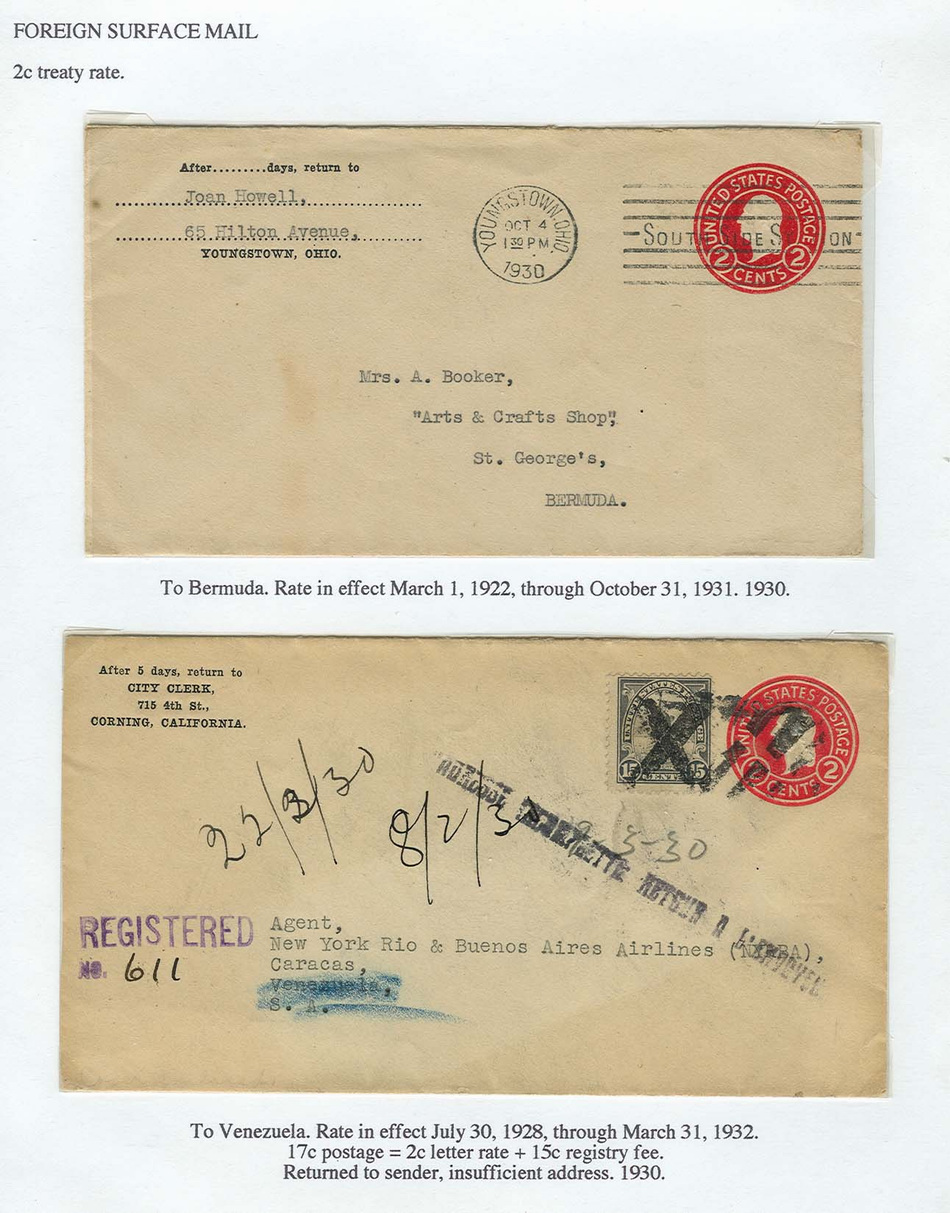 FOREIGN SURFACE MAIL
2c treaty rate.
After.........days, return to
Joan Howell,
65 Hilton Avenue,
YOUNGSTOWN, OHIO.
YOUNGSTOWN, OHIO.
OCT 4
1 30 PM
1930
UNITED STATES POSTAGE
2 CENTS 2
Mrs. A. Booker,
"Arts & Crafts Shop",
St. George's,
BERMUDA.
To Bermuda. Rate in effect March 1, 1922, through October 31, 1931. 1930.
After 5 days, return to
CITY CLERK,
715 4th St.,
CORNING, CALIFORNIA.
15 15
UNITED STATES POSTAGE
2 CENTS 2
22/3/30
8/2/30
3-30
RETOUR A
REGISTERED
NO. 611
Agent,
New York Rio & Buenos Aires Airlines (NYRBA),
Caracas,
Venezuela,
S. A.
To Venezuela. Rate in effect July 30, 1928, through March 31, 1932.
17c postage = 2c letter rate + 15c registry fee.
Returned to sender, insufficient address. 1930.